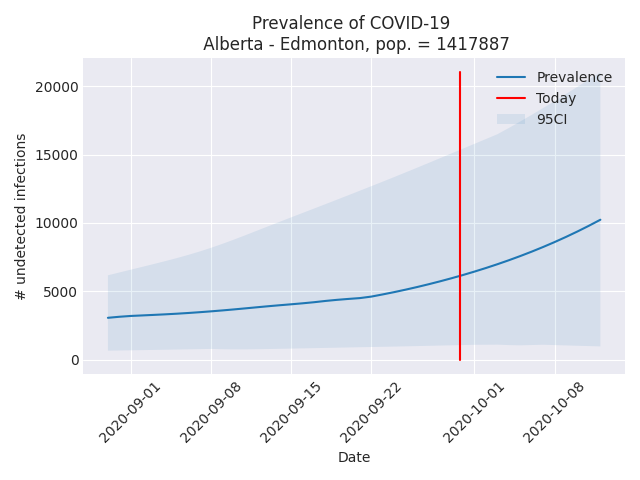 Prevalence of COVID-19
Alberta - Edmonton, pop. = 1417887
Prevalence
Today
95CI
# undetected infections
20000
15000
10000
5000
0
2020-09-01
2020-09-08
2020-09-15
2020-09-22
2020-10-01
2020-10-08
Date